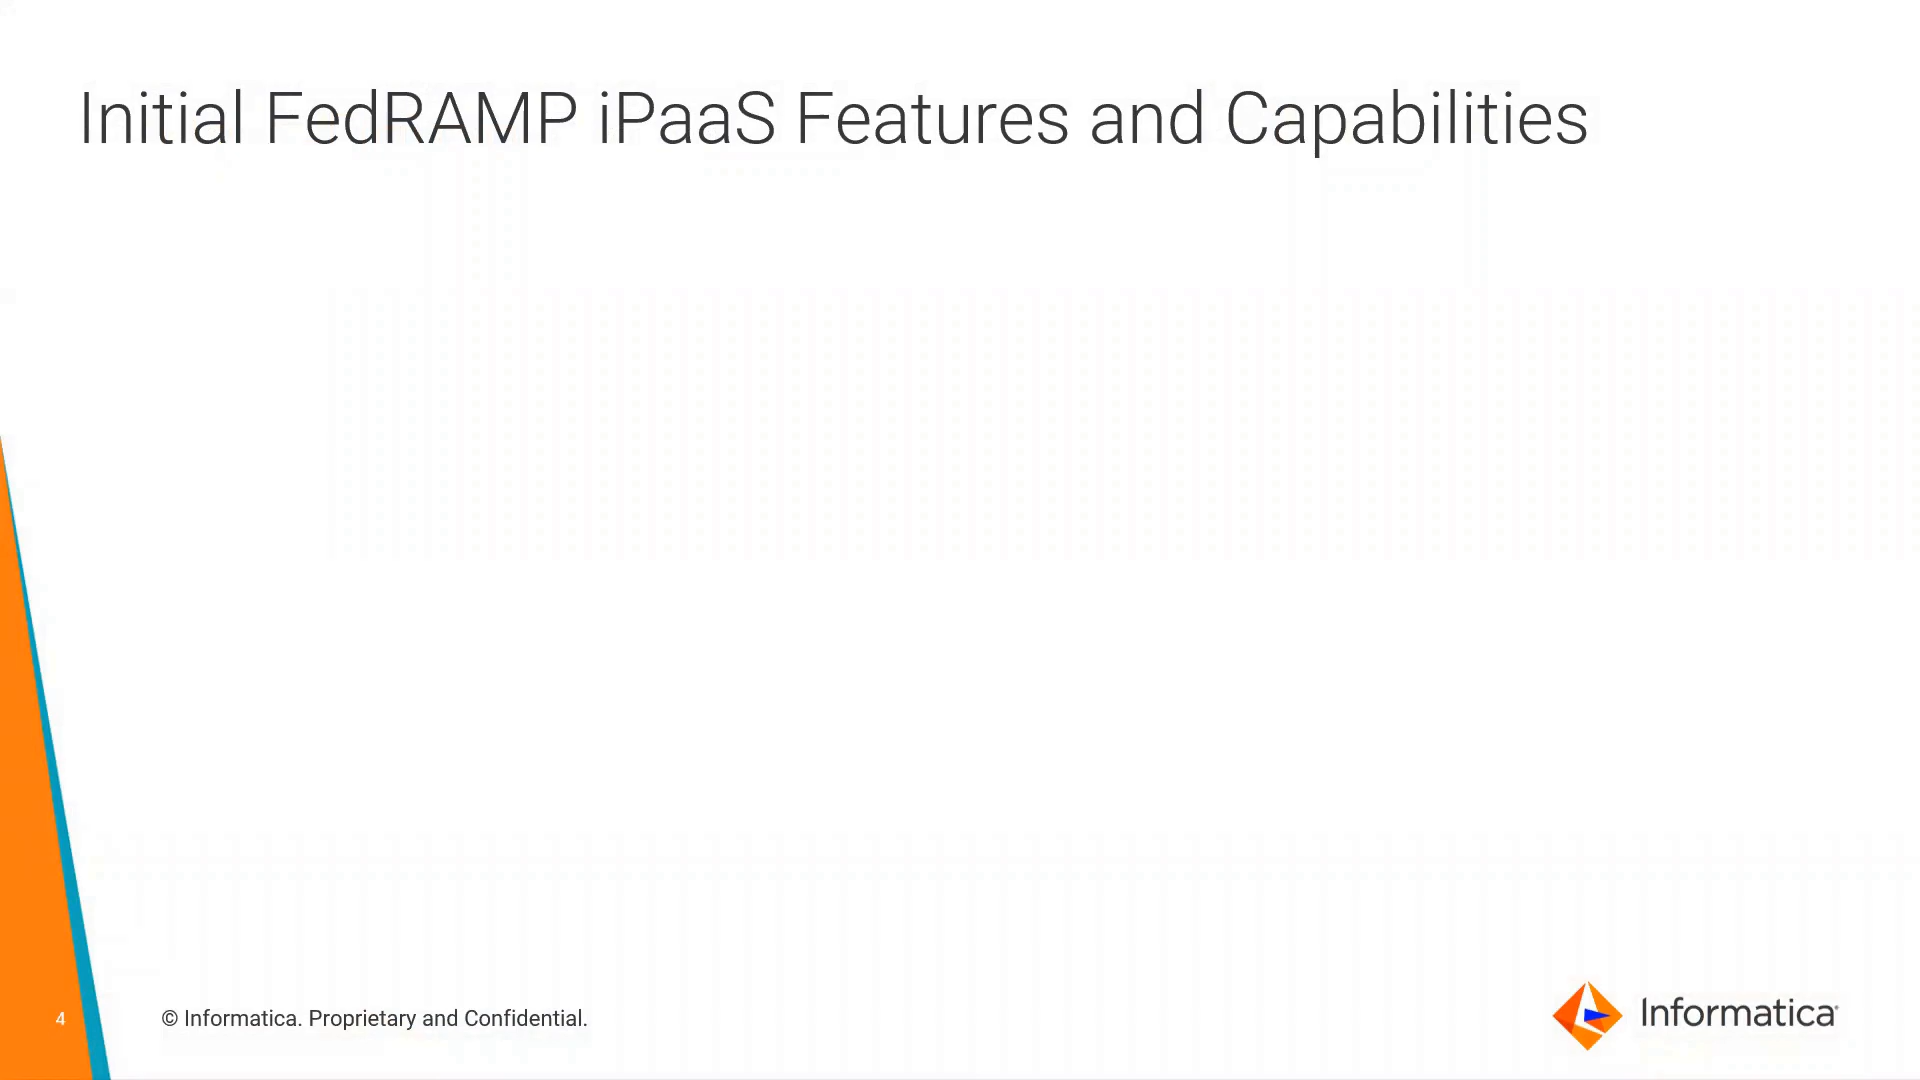 Initial FedRAMP iPaaS Features and Capabilities
4
© Informatica. Proprietary and Confidential.
Informatica